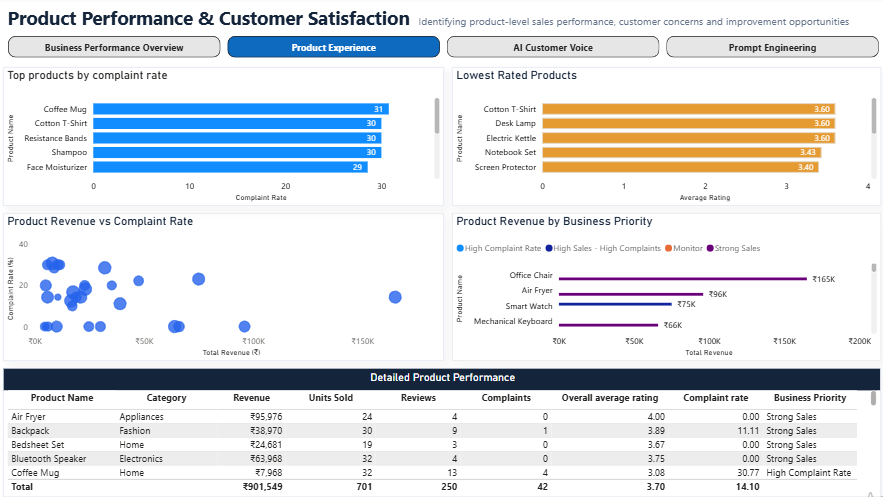 Product Performance & Customer Satisfaction Identifying product-level sales performance, customer concerns and improvement opportunities
Business Performance Overview Product Experience AI Customer Voice Prompt Engineering
Top products by complaint rate
Product Name
Coffee Mug 31
Cotton T-Shirt 30
Resistance Bands 30
Shampoo 30
Face Moisturizer 29
0 10 20 30
Complaint Rate
Lowest Rated Products
Product Name
Cotton T-Shirt 3.60
Desk Lamp 3.60
Electric Kettle 3.60
Notebook Set 3.43
Screen Protector 3.40
0 1 2 3 4
Average Rating
Product Revenue vs Complaint Rate
Complaint Rate (%)
40
20
0
₹0K ₹50K ₹100K ₹150K
Total Revenue (₹)
Product Revenue by Business Priority
High Complaint Rate High Sales - High Complaints Monitor Strong Sales
Product Name
Office Chair ₹165K
Air Fryer ₹96K
Smart Watch ₹75K
Mechanical Keyboard ₹66K
₹0K ₹50K ₹100K ₹150K ₹200K
Total Revenue
Detailed Product Performance
Product Name Category Revenue Units Sold Reviews Complaints Overall average rating Complaint rate Business Priority
Air Fryer Appliances ₹95,976 24 4 0 4.00 0.00 Strong Sales
Backpack Fashion ₹38,970 30 9 1 3.89 11.11 Strong Sales
Bedsheet Set Home ₹24,681 19 3 0 3.67 0.00 Strong Sales
Bluetooth Speaker Electronics ₹63,968 32 4 0 3.75 0.00 Strong Sales
Coffee Mug Home ₹7,968 32 13 4 3.08 30.77 High Complaint Rate
Total ₹901,549 701 250 42 3.70 14.10